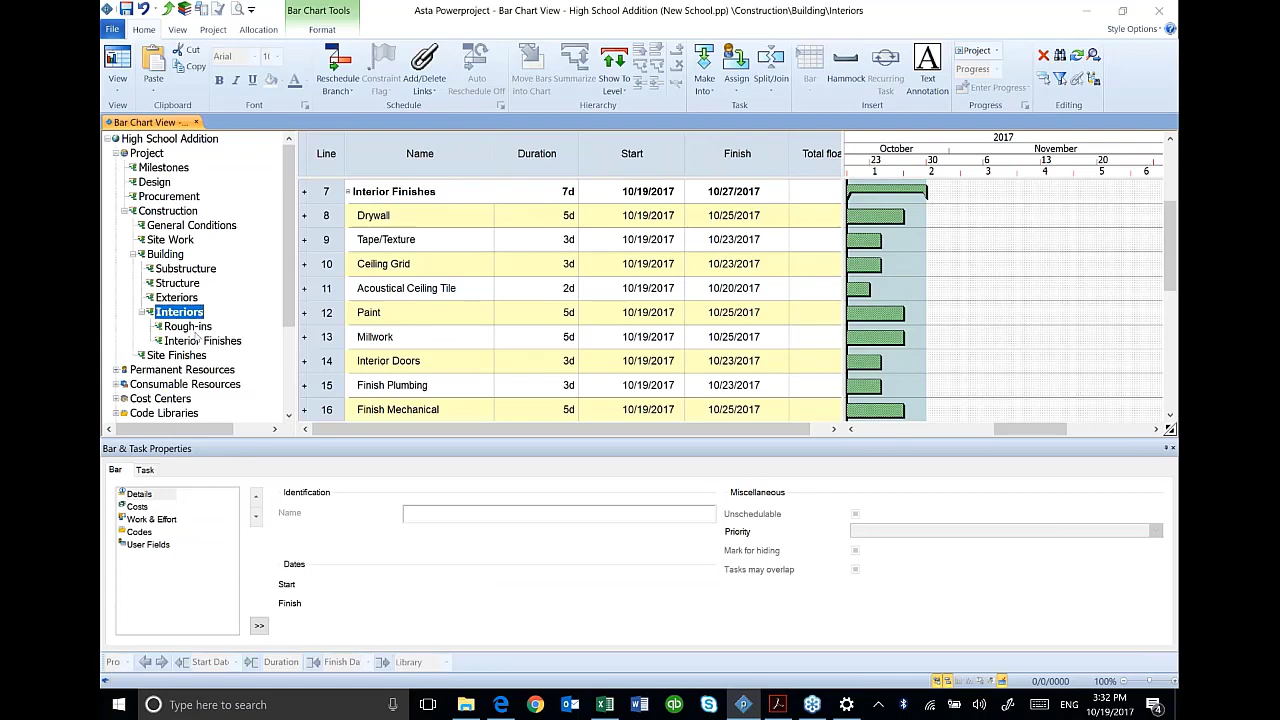 Bar Chart Tools
Asta Powerproject - Bar Chart View - High School Addition (New School.pp) \Construction\Building\Interiors
File Home View Project Allocation Format
Style Options
View
Paste
Cut
Copy
Arial
B I U A
Reschedule Branch
Constraint Flag
Add/Delete Links
Auto Reschedule Off
Move Bars into Chart
Summarize
Show To Level
Make Into
Assign
Split/Join
Bar
Hammock
Recurring Task
Text Annotation
Project
Progress
Enter Progress
View Clipboard Font Schedule Hierarchy Task Insert Progress Editing
Bar Chart View -...
High School Addition
Project
Milestones
Design
Procurement
Construction
General Conditions
Site Work
Building
Substructure
Structure
Exteriors
Interiors
Rough-ins
Interior Finishes
Site Finishes
Permanent Resources
Consumable Resources
Cost Centers
Code Libraries
Line Name Duration Start Finish Total floa
2017
October November
23 30 6 13 20
1 2 3 4 5 6
7 Interior Finishes 7d 10/19/2017 10/27/2017
8 Drywall 5d 10/19/2017 10/25/2017
9 Tape/Texture 3d 10/19/2017 10/23/2017
10 Ceiling Grid 3d 10/19/2017 10/23/2017
11 Acoustical Ceiling Tile 2d 10/19/2017 10/20/2017
12 Paint 5d 10/19/2017 10/25/2017
13 Millwork 5d 10/19/2017 10/25/2017
14 Interior Doors 3d 10/19/2017 10/23/2017
15 Finish Plumbing 3d 10/19/2017 10/23/2017
16 Finish Mechanical 5d 10/19/2017 10/25/2017
Bar & Task Properties
Bar Task
Details
Costs
Work & Effort
Codes
User Fields
Identification
Name
Dates
Start
Finish
>>
Miscellaneous
Unschedulable
Priority
Mark for hiding
Tasks may overlap
Pro Start Dat Duration Finish Da Library
0/0/0000 100%
Type here to search
ENG
3:32 PM
10/19/2017
4